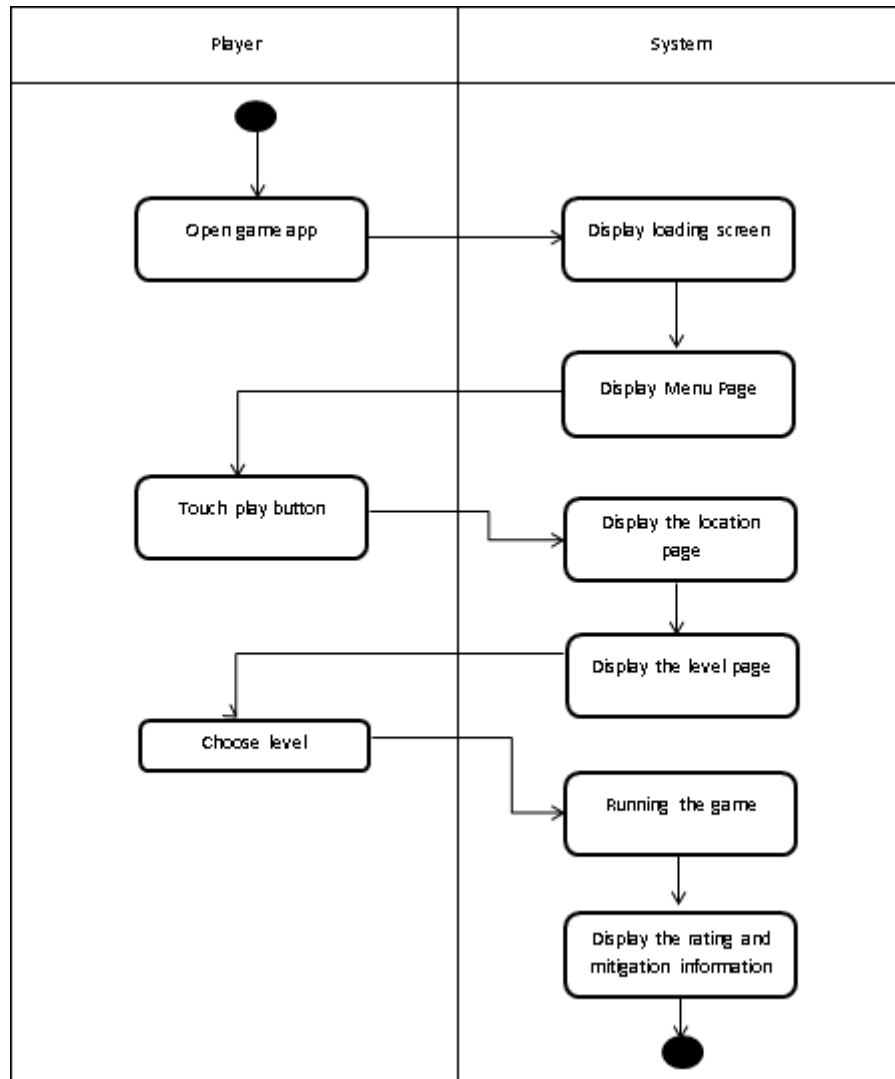 Player
System
Open game app
Display loading screen
Display Menu Page
Touch play button
Display the location
page
Display the level page
Choose level
Running the game
Display the rating and
mitigation information